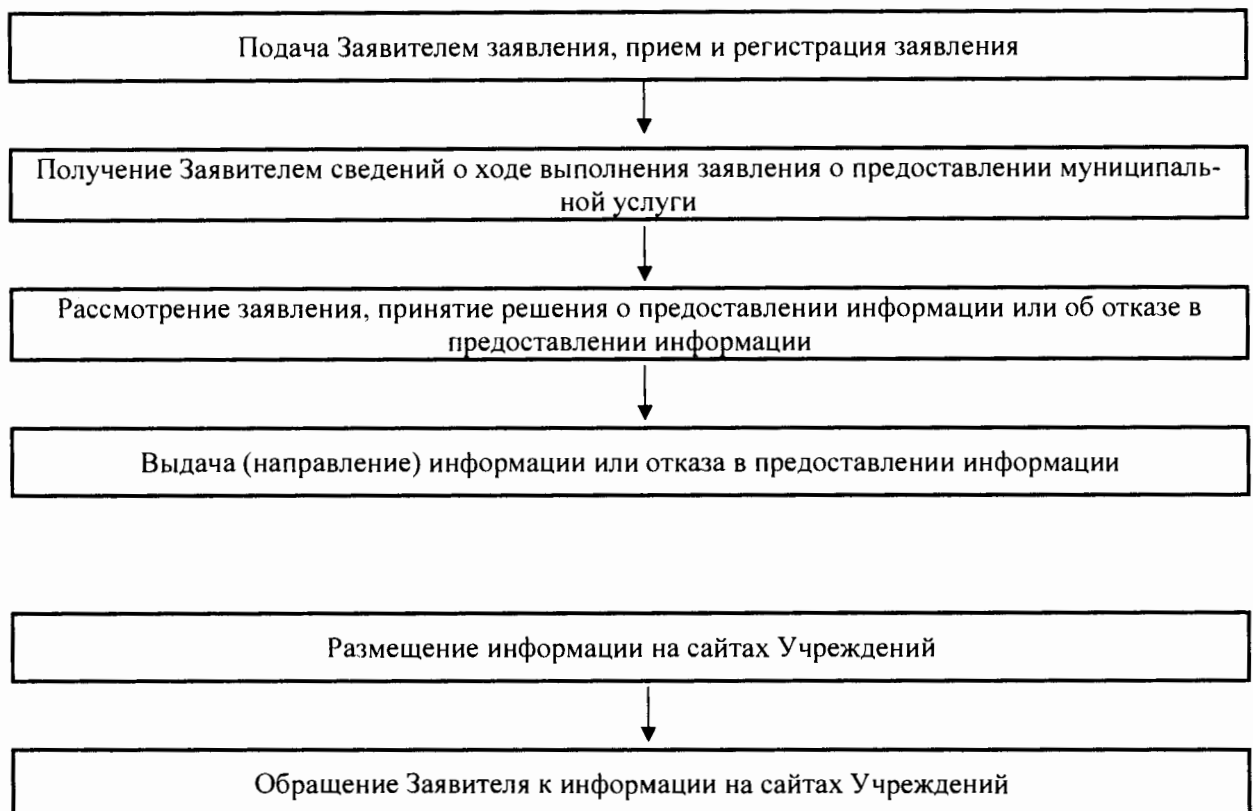 Подача Заявителем заявления, прием и регистрация заявления
Получение Заявителем сведений о ходе выполнения заявления о предоставлении муниципаль-
ной услуги
Рассмотрение заявления, принятие решения о предоставлении информации или об отказе в
предоставлении информации
Выдача (направление) информации или отказа в предоставлении информации
Размещение информации на сайтах Учреждений
Обращение Заявителя к информации на сайтах Учреждений